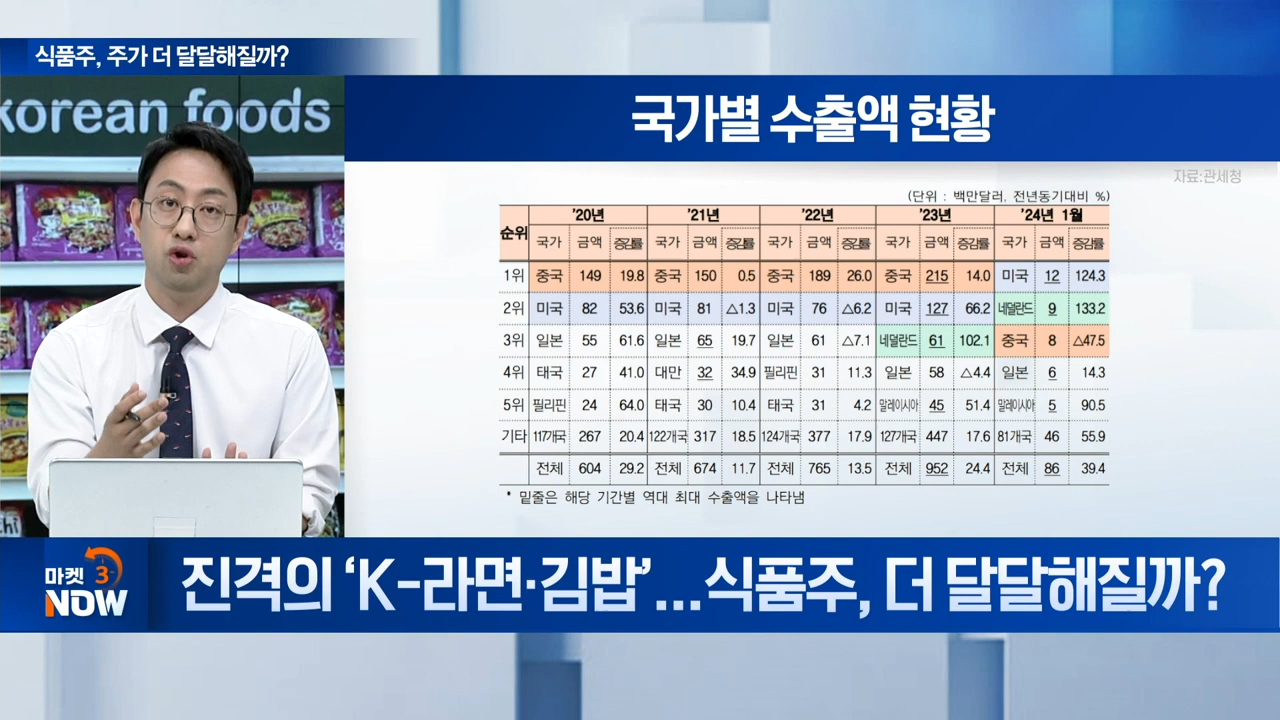 식품주, 주가 더 달달해질까?
korean foods
국가별 수출액 현황
자료:관세청
(단위 : 백만달러, 전년동기대비 %)
순위 '20년 '21년 '22년 '23년 '24년 1월
국가 금액 증감률 국가 금액 증감률 국가 금액 증감률 국가 금액 증감률 국가 금액 증감률
1위 중국 149 19.8 중국 150 0.5 중국 189 26.0 중국 215 14.0 미국 12 124.3
2위 미국 82 53.6 미국 81 △1.3 미국 76 △6.2 미국 127 66.2 네덜란드 9 133.2
3위 일본 55 61.6 일본 65 19.7 일본 61 △7.1 네덜란드 61 102.1 중국 8 △47.5
4위 태국 27 41.0 대만 32 34.9 필리핀 31 11.3 일본 58 △4.4 일본 6 14.3
5위 필리핀 24 64.0 태국 30 10.4 태국 31 4.2 말레이시아 45 51.4 말레이시아 5 90.5
기타 117개국 267 20.4 122개국 317 18.5 124개국 377 17.9 127개국 447 17.6 81개국 46 55.9
전체 604 29.2 전체 674 11.7 전체 765 13.5 전체 952 24.4 전체 86 39.4
* 밑줄은 해당 기간별 역대 최대 수출액을 나타냄
마켓 3
NOW
진격의 ‘K-라면·김밥’...식품주, 더 달달해질까?